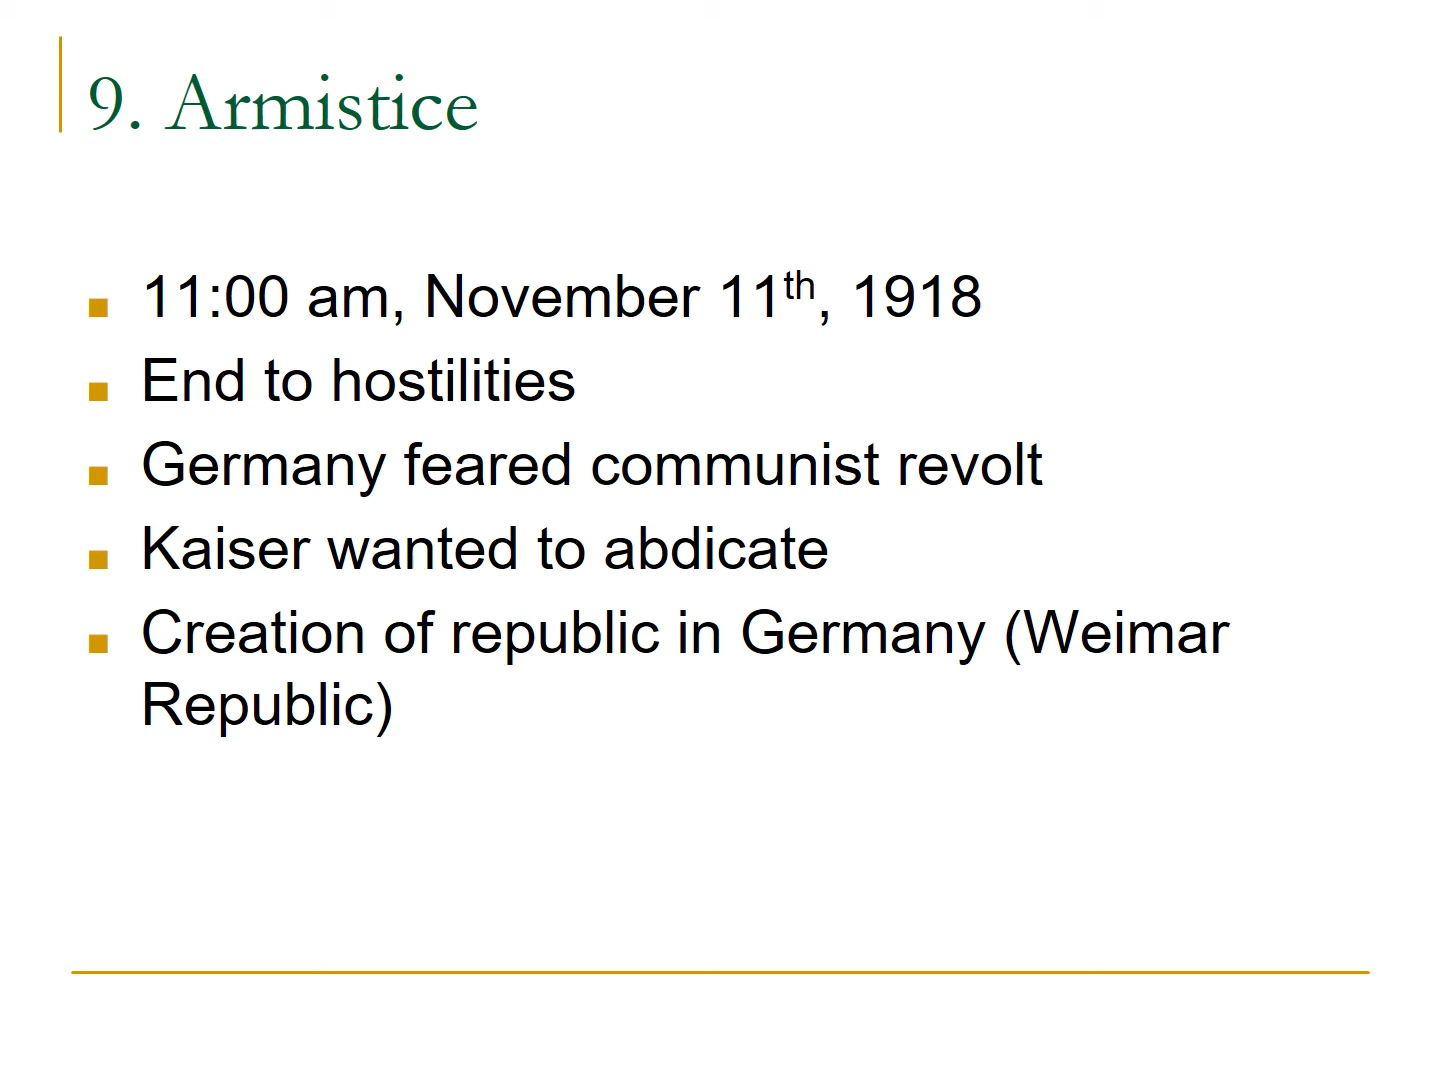 9. Armistice
11:00 am, November 11th, 1918
End to hostilities
Germany feared communist revolt
Kaiser wanted to abdicate
Creation of republic in Germany (Weimar
Republic)